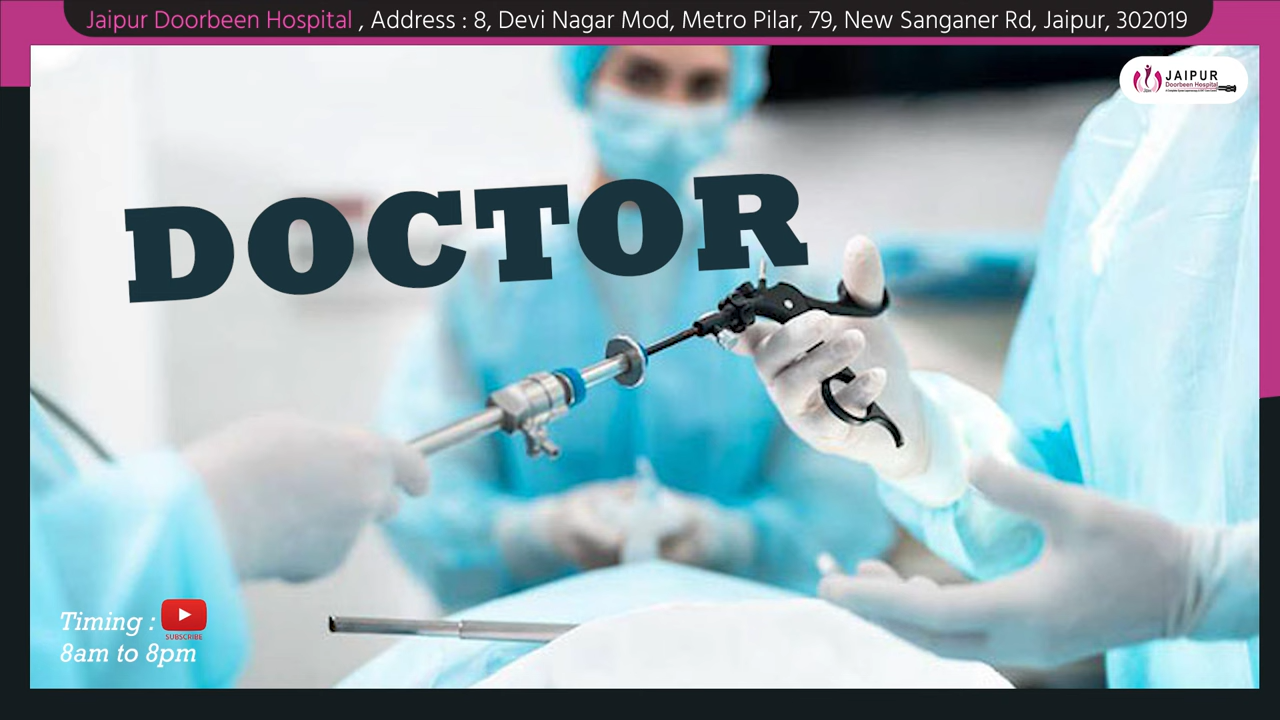 Jaipur Doorbeen Hospital , Address : 8, Devi Nagar Mod, Metro Pilar, 79, New Sanganer Rd, Jaipur, 302019
JAIPUR
Doorbeen Hospital
DOCTOR
Timing :
SUBSCRIBE
8am to 8pm